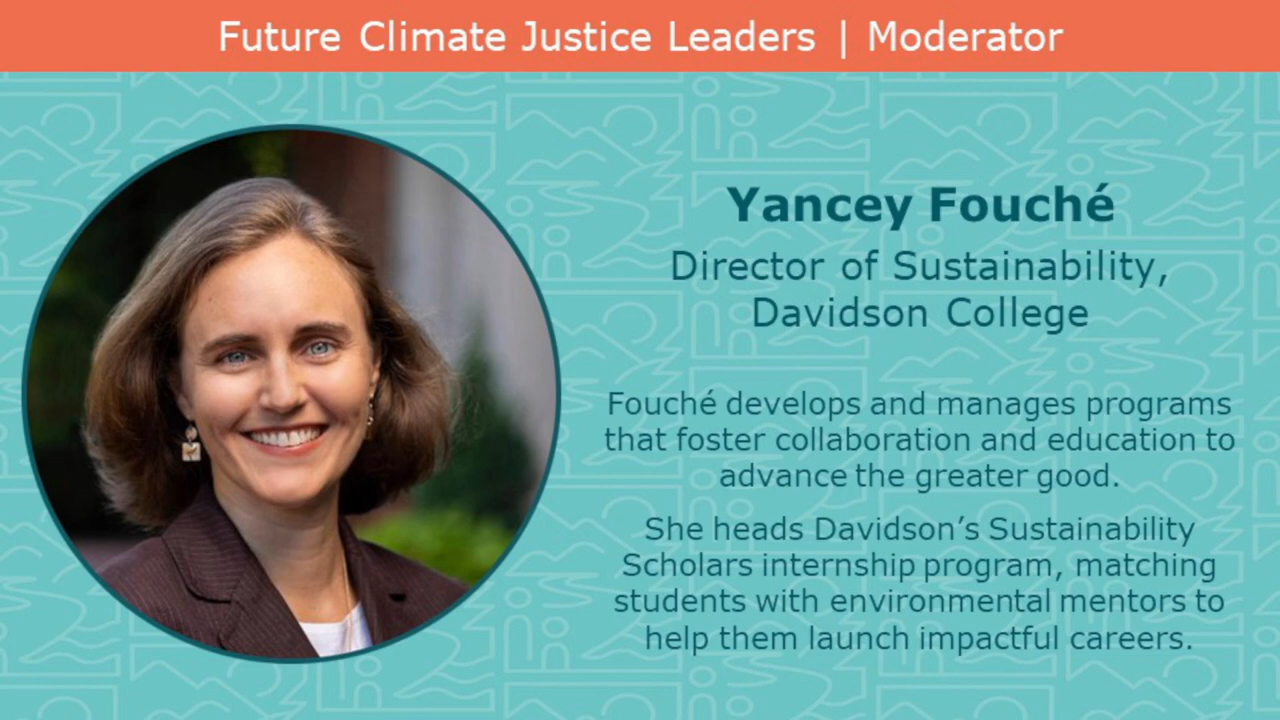 Future Climate Justice Leaders | Moderator
Yancey Fouché
Director of Sustainability,
Davidson College
Fouché develops and manages programs
that foster collaboration and education to
advance the greater good.
She heads Davidson’s Sustainability
Scholars internship program, matching
students with environmental mentors to
help them launch impactful careers.